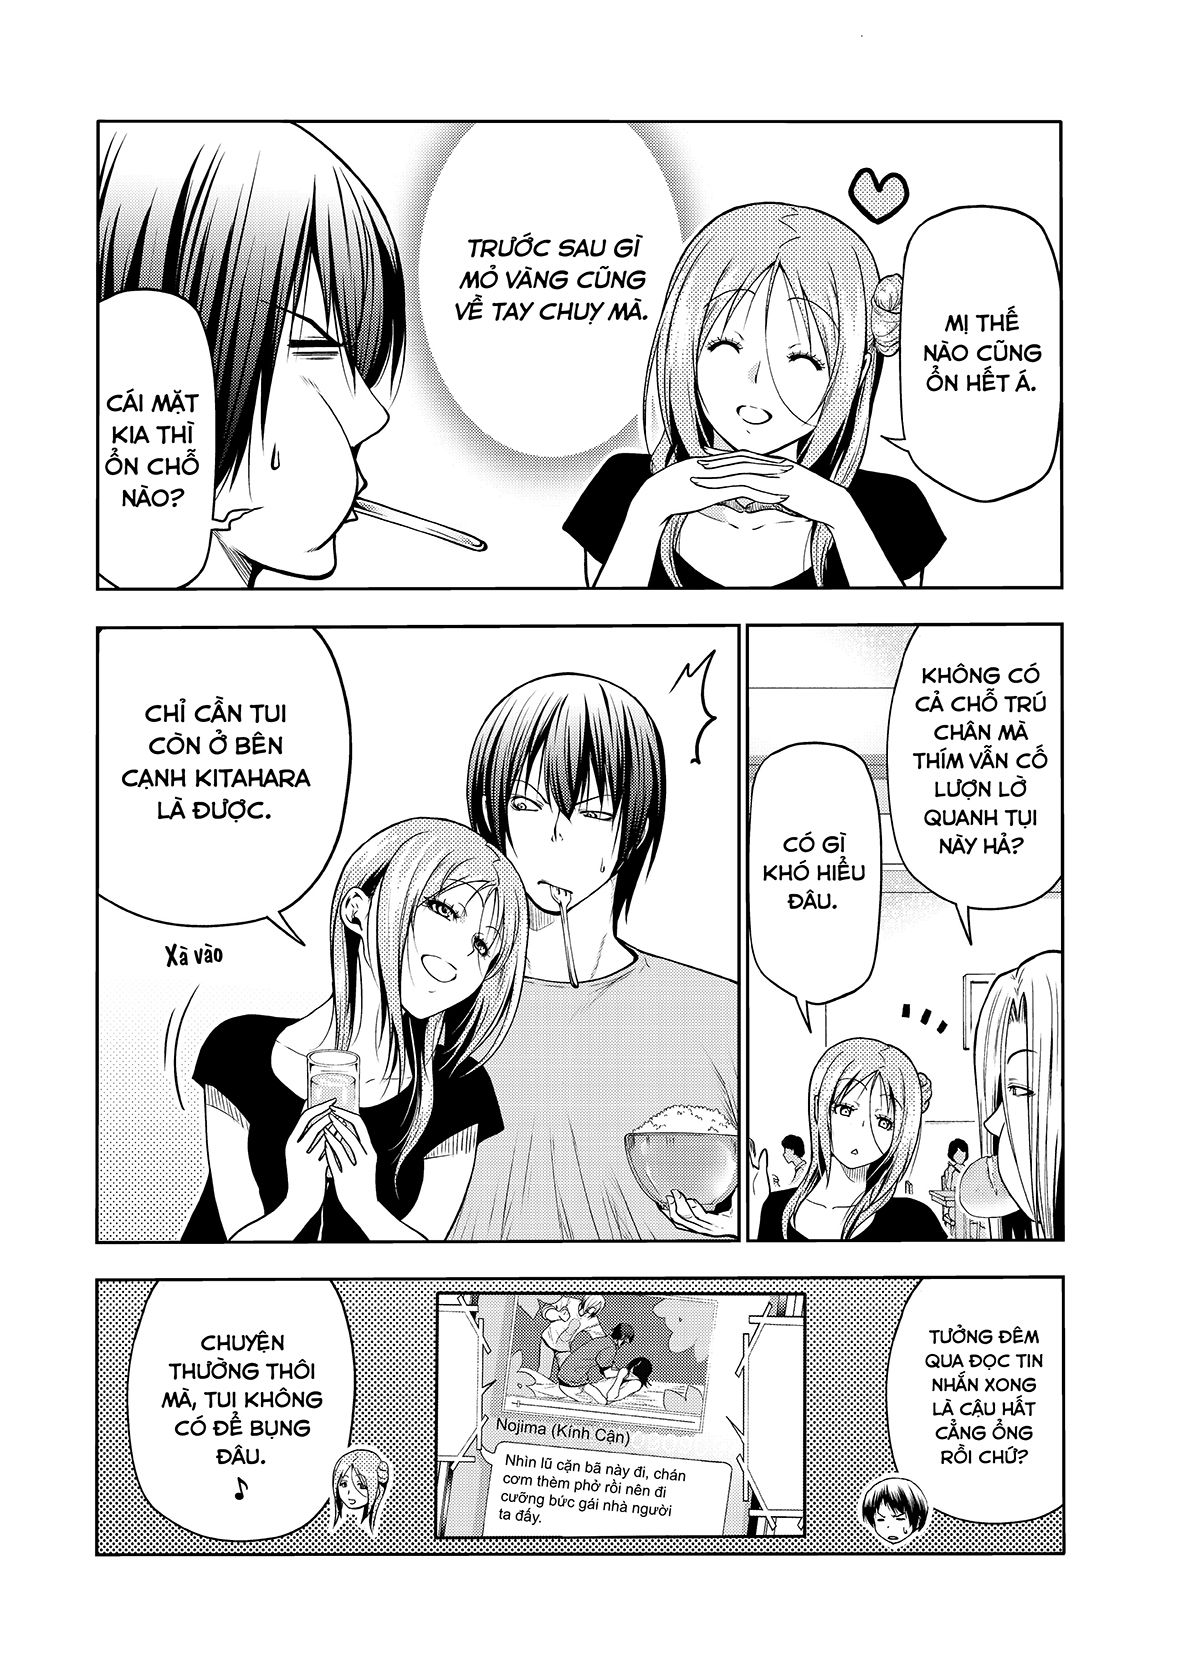 MỊ THẾ
NÀO CŨNG
ỔN HẾT Á.
TRƯỚC SAU GÌ
MỎ VÀNG CŨNG
VỀ TAY CHUỴ MÀ.
CÁI MẶT
KIA THÌ
ỔN CHỖ
NÀO?
KHÔNG CÓ
CẢ CHỖ TRÚ
CHÂN MÀ
THÍM VẪN CỐ
LƯỢN LỜ
QUANH TỤI
NÀY HẢ?
CÓ GÌ
KHÓ HIỂU
ĐÂU.
CHỈ CẦN TUI
CÒN Ở BÊN
CẠNH KITAHARA
LÀ ĐƯỢC.
Xà vào
TƯỞNG ĐÊM
QUA ĐỌC TIN
NHẮN XONG
LÀ CẬU HẤT
CẲNG ỔNG
RỒI CHỨ?
Nojima (Kính Cận)
Nhìn lũ cặn bã này đi, chán
cơm thèm phở rồi nên đi
cưỡng bức gái nhà người
ta đấy.
CHUYỆN
THƯỜNG THÔI
MÀ, TUI KHÔNG
CÓ ĐỂ BỤNG
ĐÂU.
♪